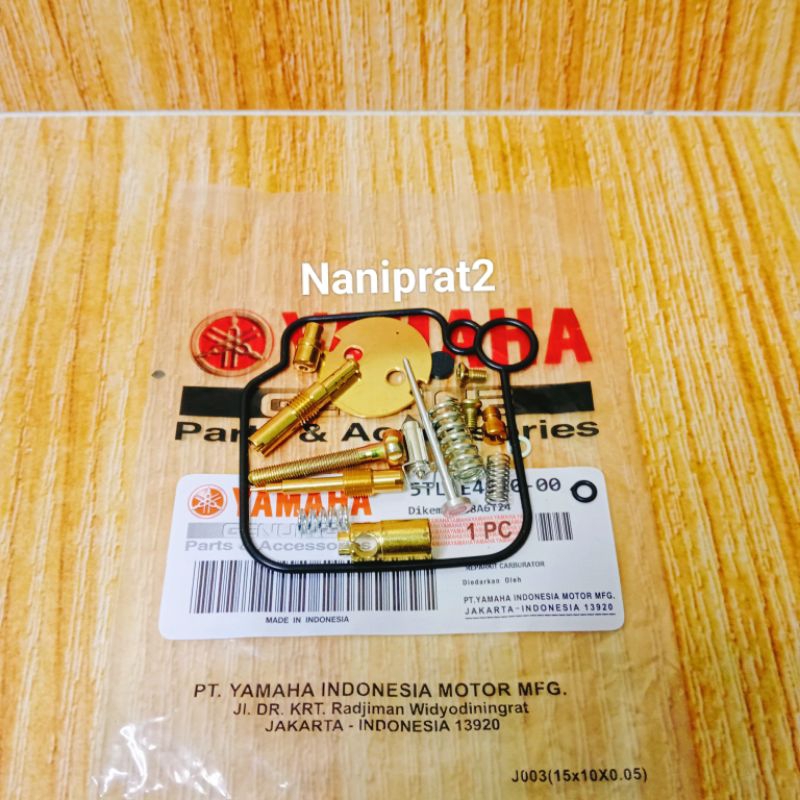 Naniprat2
YAMAHA
Parts & Accessories
YAMAHA
Parts & Accessories
1 PC
REPAIRKIT CARBURATOR
Diedarkan Oleh
PT.YAMAHA INDONESIA MOTOR MFG.
JAKARTA-INDONESIA 13920
MADE IN INDONESIA
PT. YAMAHA INDONESIA MOTOR MFG.
Jl. DR. KRT. Radjiman Widyodiningrat
JAKARTA - INDONESIA 13920
J003(15x10X0.05)